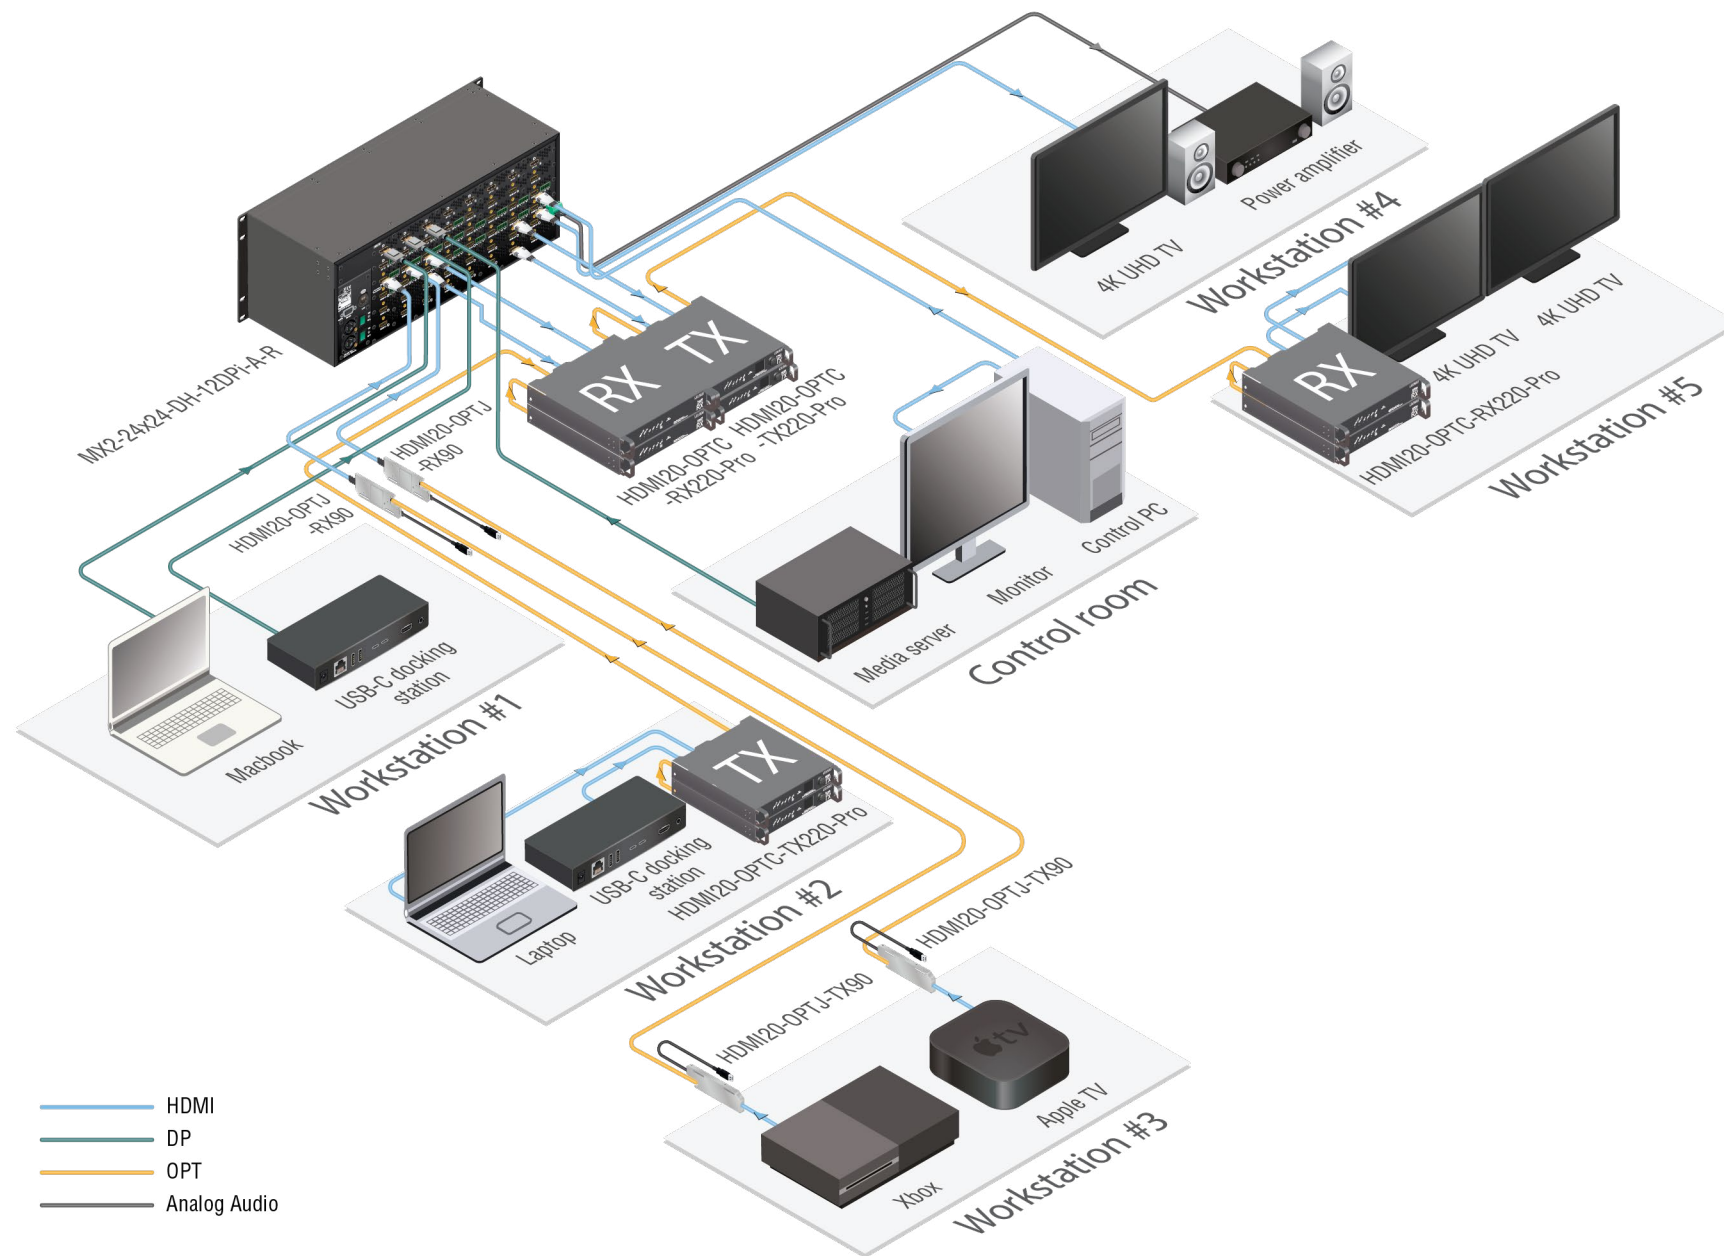 MX2-24x24-DH-12DPi-A-R
RX
TX
HDMI20-OPTC
-RX220-Pro
HDMI20-OPTC
-TX220-Pro
HDMI20-OPTJ
-RX90
HDMI20-OPTJ
-RX90
4K UHD TV
Power amplifier
Workstation #4
RX
4K UHD TV
4K UHD TV
HDMI20-OPTC-RX220-Pro
Workstation #5
Control PC
Monitor
Media server
Control room
Macbook
USB-C docking
station
Workstation #1
TX
Laptop
USB-C docking
station
HDMI20-OPTC-TX220-Pro
Workstation #2
HDMI20-OPTJ-TX90
HDMI20-OPTJ-TX90
tv
Apple TV
Xbox
Workstation #3
HDMI
DP
OPT
Analog Audio